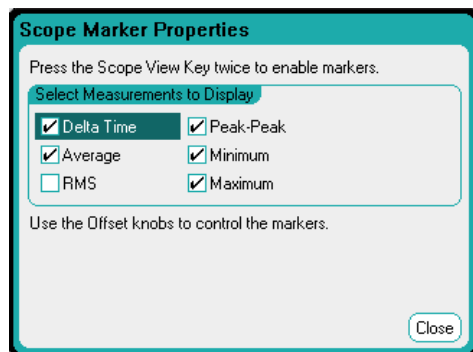 Scope Marker Properties
Press the Scope View Key twice to enable markers.
Select Measurements to Display
Delta Time Peak-Peak
Average Minimum
RMS Maximum
Use the Offset knobs to control the markers.
Close